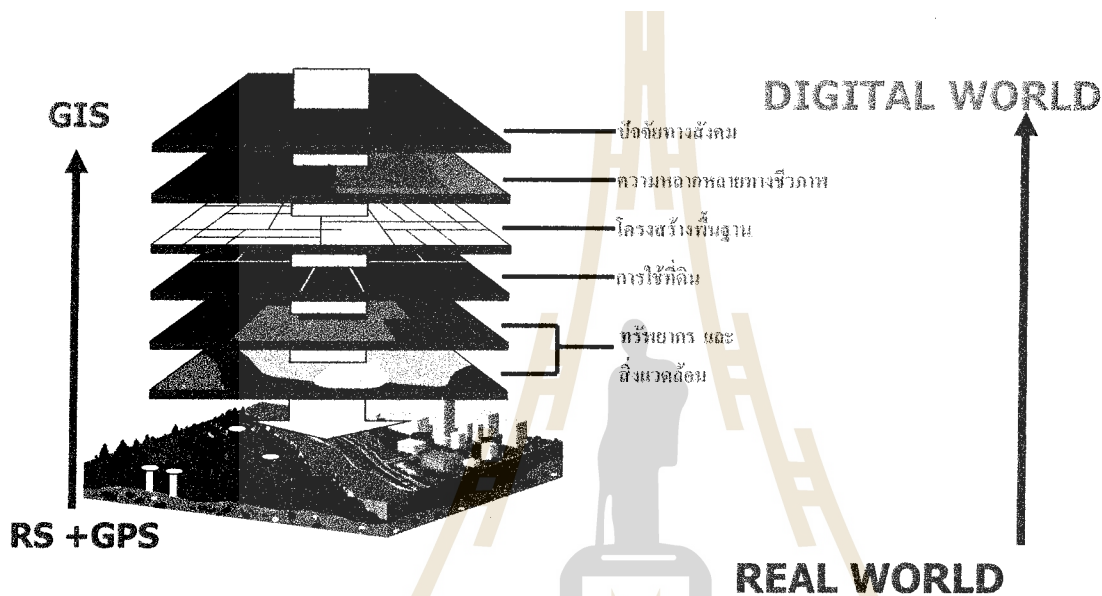 GIS
DIGITAL WORLD
ปัจจัยทางสังคม
ความหลากหลายทางชีวภาพ
โครงสร้างพื้นฐาน
การใช้ที่ดิน
ทรัพยากร และ
สิ่งแวดล้อม
RS +GPS
REAL WORLD